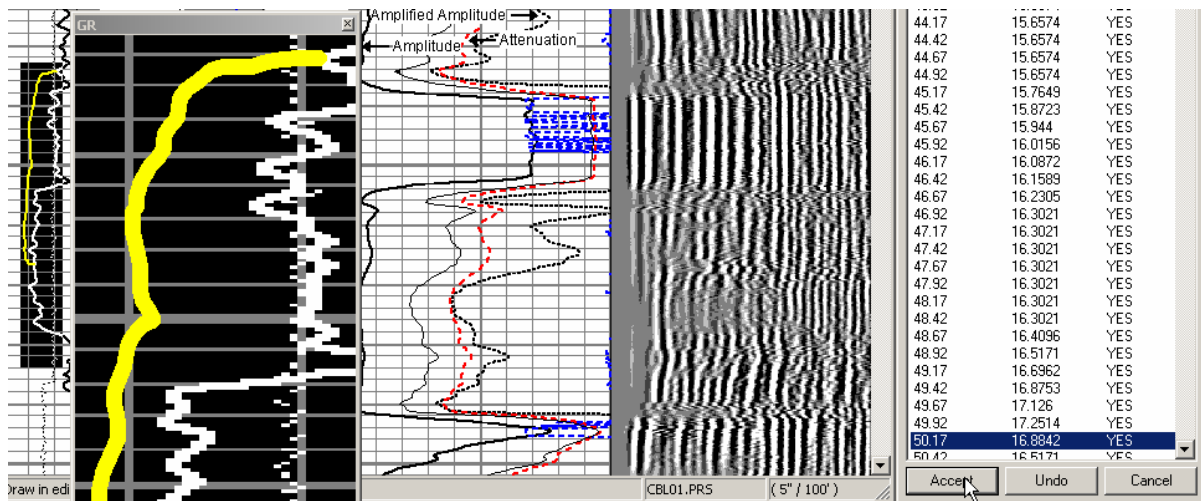 GR
Amplified Amplitude
Amplitude
Attenuation
44.17 15.6574 YES
44.42 15.6574 YES
44.67 15.6574 YES
44.92 15.6574 YES
45.17 15.7649 YES
45.42 15.8723 YES
45.67 15.944 YES
45.92 16.0156 YES
46.17 16.0872 YES
46.42 16.1589 YES
46.67 16.2305 YES
46.92 16.3021 YES
47.17 16.3021 YES
47.42 16.3021 YES
47.67 16.3021 YES
47.92 16.3021 YES
48.17 16.3021 YES
48.42 16.3021 YES
48.67 16.4096 YES
48.92 16.5171 YES
49.17 16.6962 YES
49.42 16.8753 YES
49.67 17.126 YES
49.92 17.2514 YES
50.17 16.8842 YES
50.42 16.5171 YES
Accept Undo Cancel
Draw in edi
CBL01.PRS ( 5" / 100' )